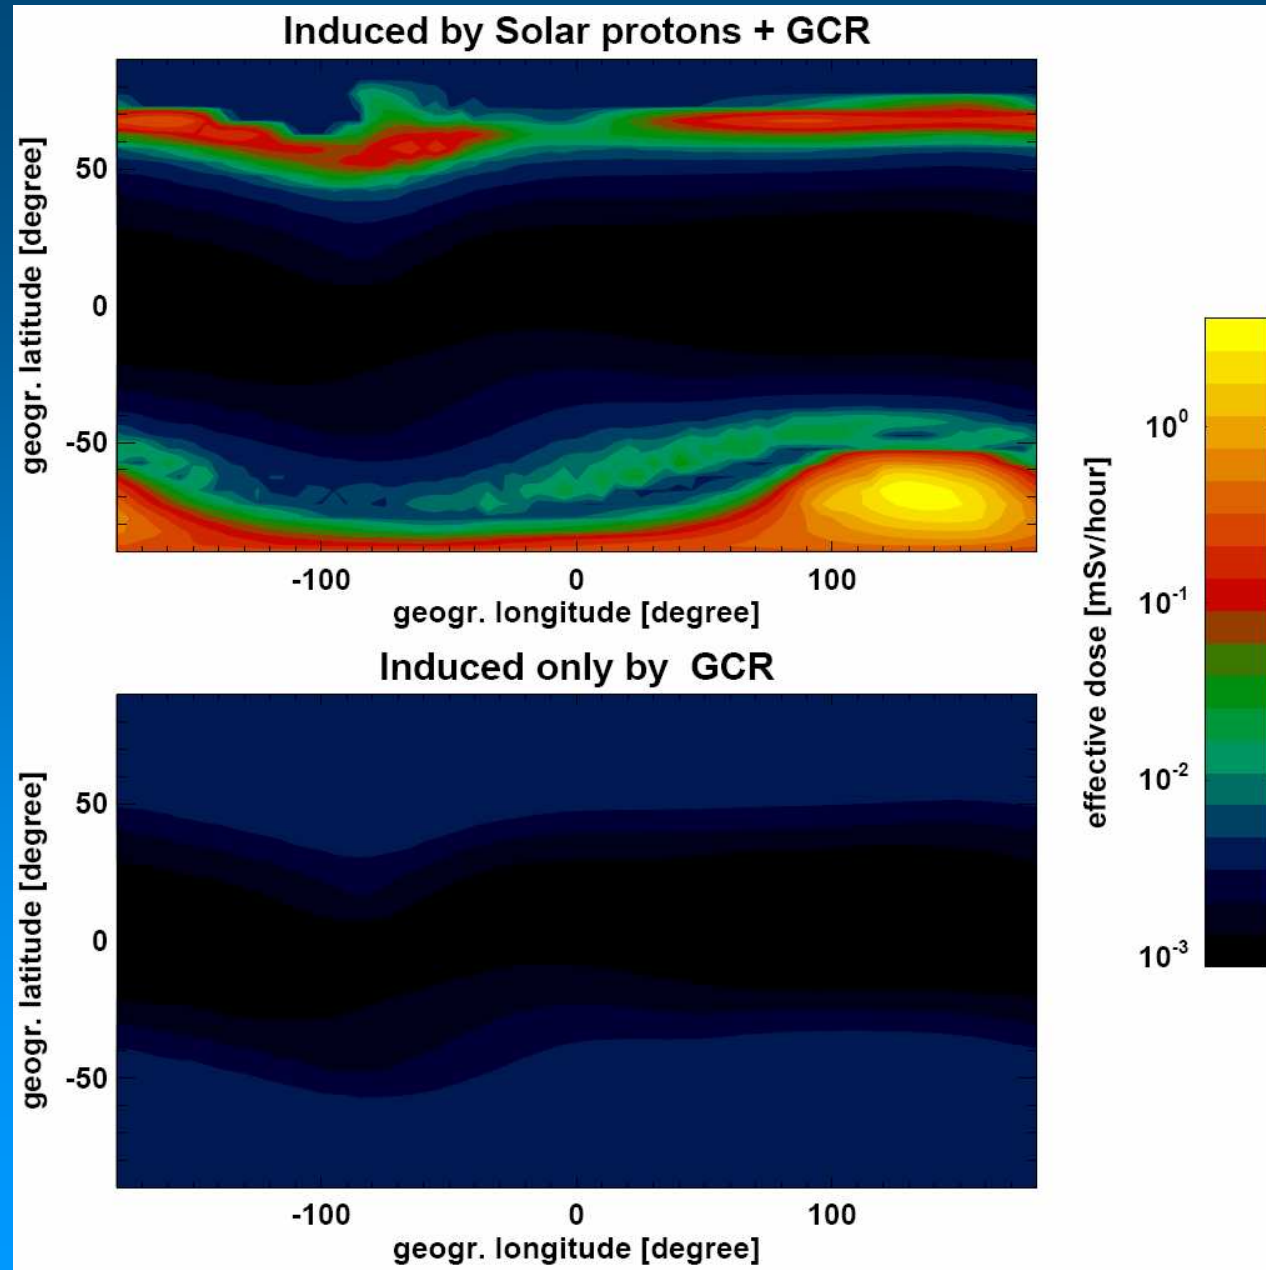 Induced by Solar protons + GCR
geogr. latitude [degree]
50
0
-50
-100 0 100
geogr. longitude [degree]
Induced only by GCR
geogr. latitude [degree]
50
0
-50
-100 0 100
geogr. longitude [degree]
effective dose [mSv/hour]
10⁰
10⁻¹
10⁻²
10⁻³